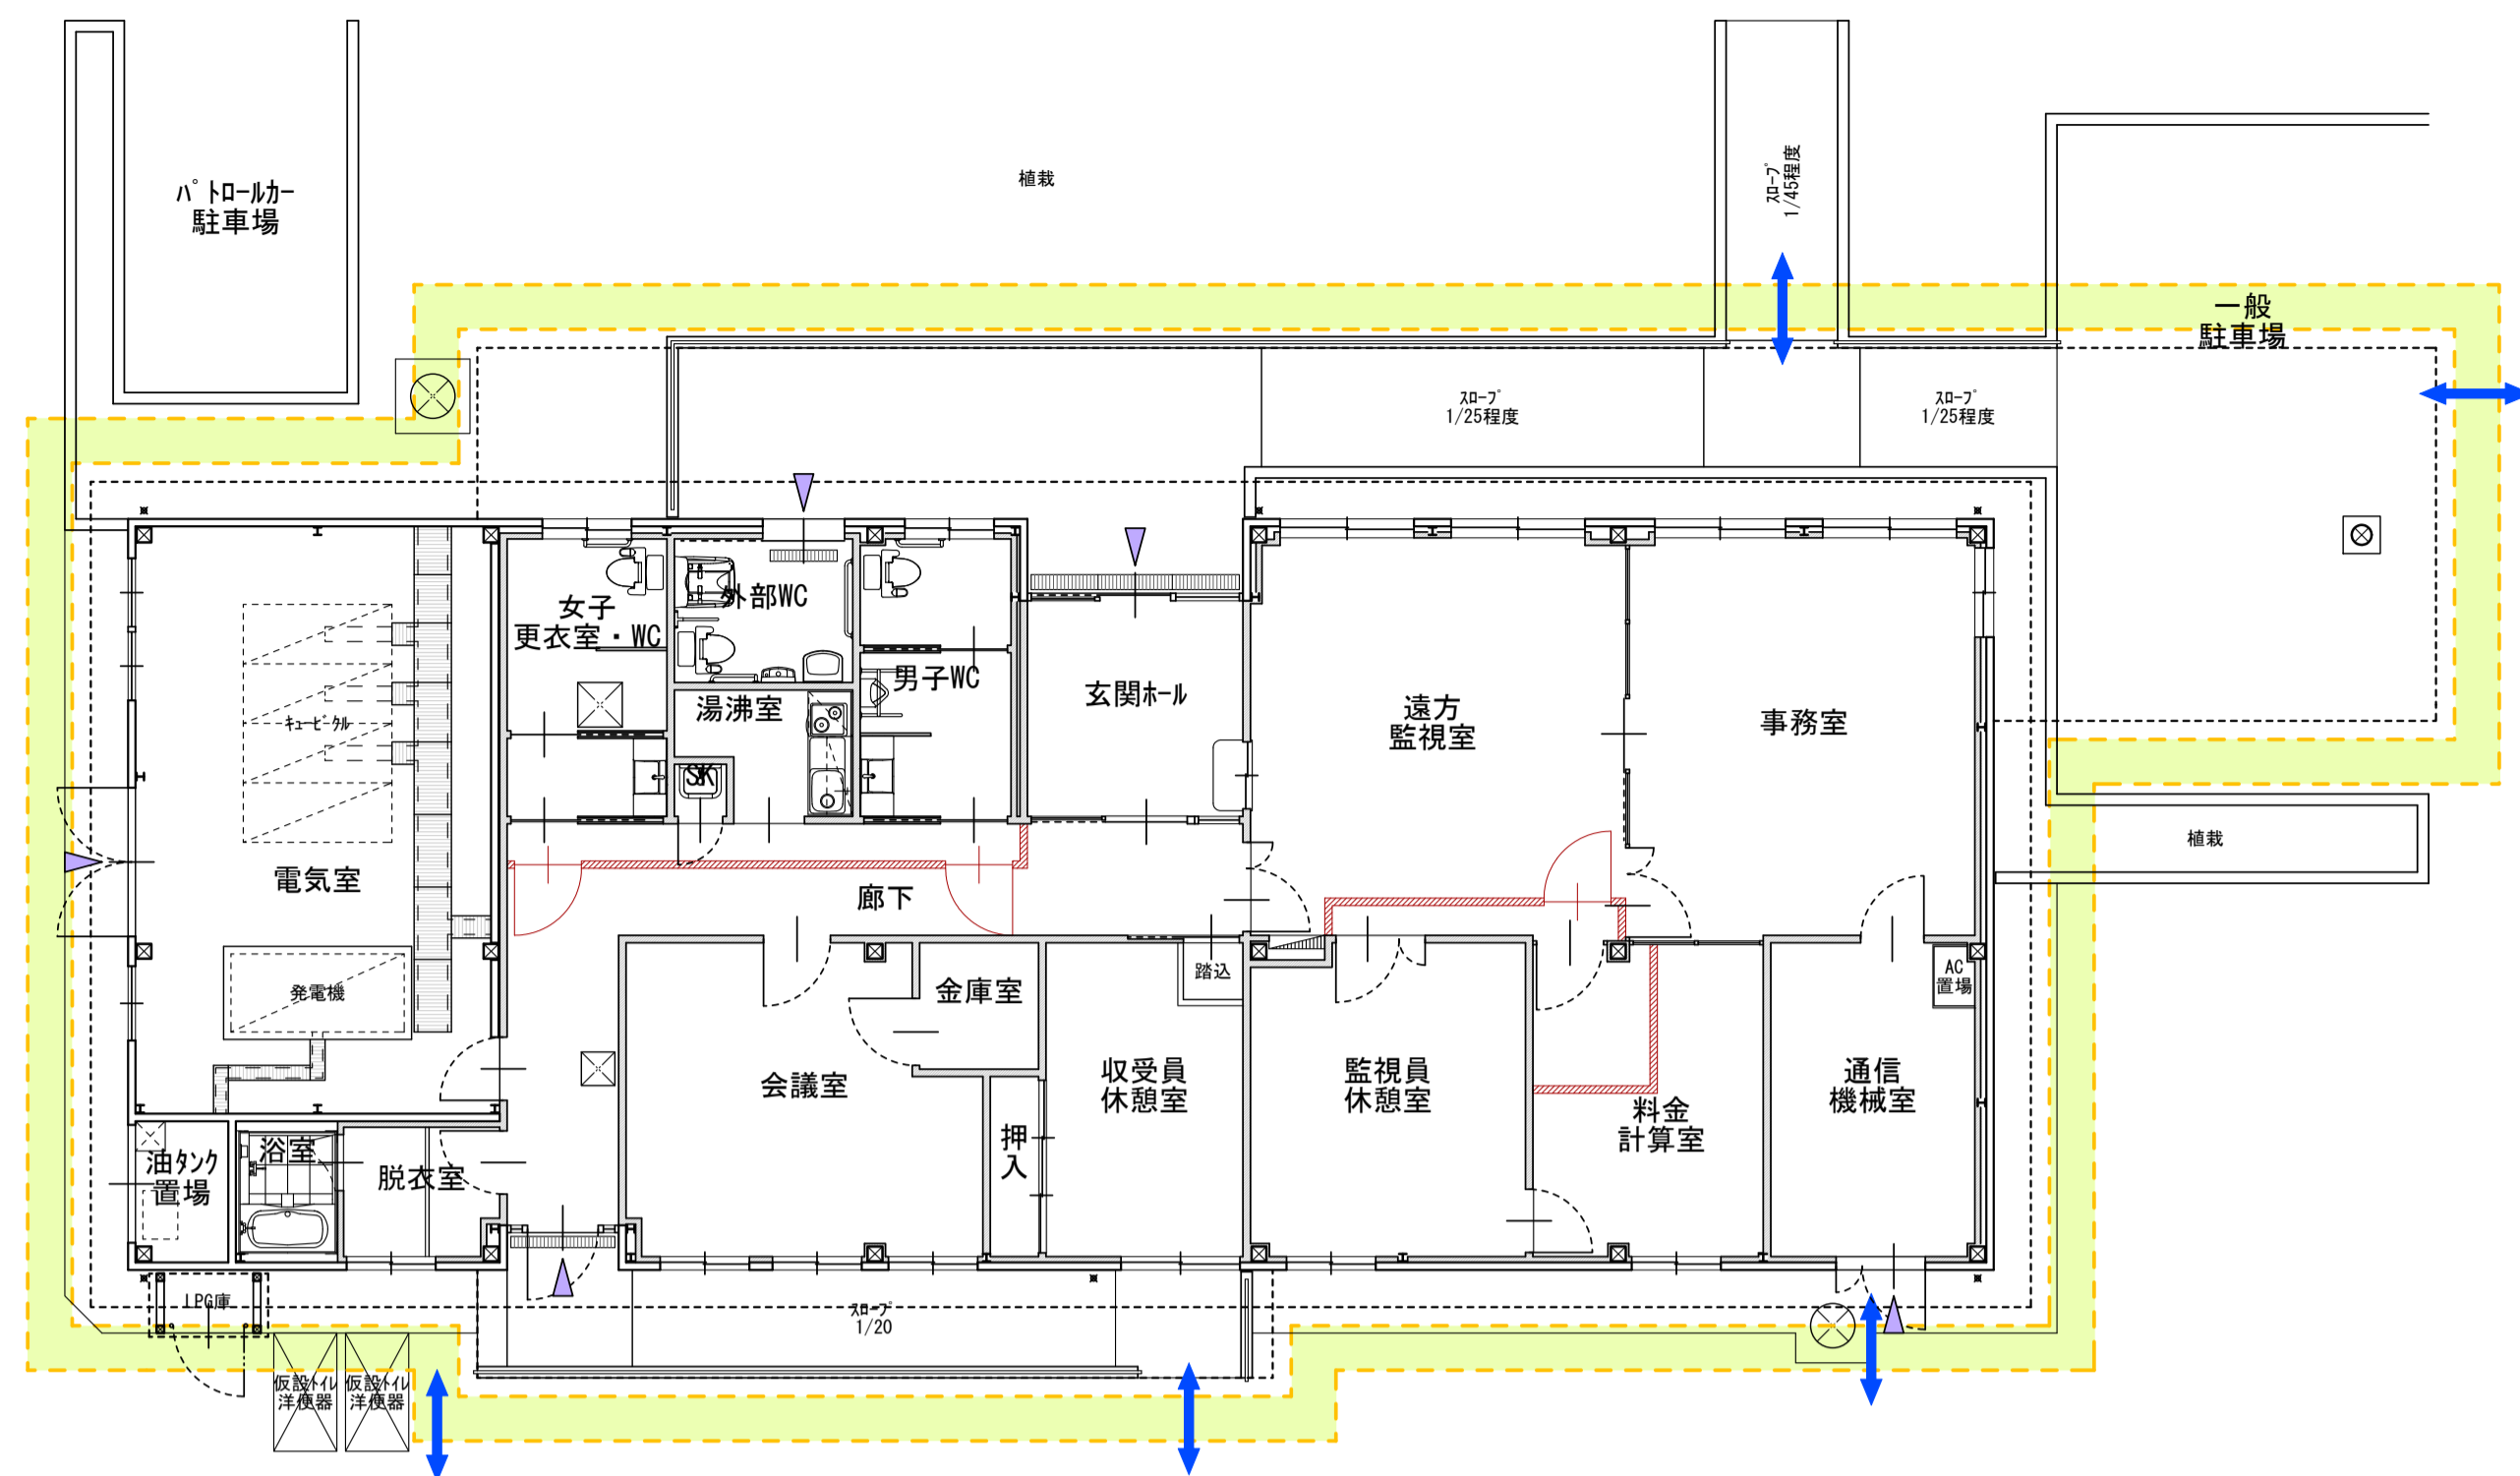 ﾊﾟﾄﾛｰﾙｶｰ
駐車場
植栽
ｽﾛｰﾌﾟ
1/45程度
一般
駐車場
ｽﾛｰﾌﾟ
1/25程度
ｽﾛｰﾌﾟ
1/25程度
女子
更衣室・WC
外部WC
男子WC
湯沸室
SK
玄関ﾎｰﾙ
遠方
監視室
事務室
ｷｭｰﾋﾞｸﾙ
植栽
電気室
廊下
発電機
金庫室
踏込
AC
置場
会議室
収受員
休憩室
監視員
休憩室
通信
機械室
料金
計算室
押
入
浴室
油ﾀﾝｸ
置場
脱衣室
LPG庫
ｽﾛｰﾌﾟ
1/20
仮設ﾄｲﾚ
洋便器
仮設ﾄｲﾚ
洋便器